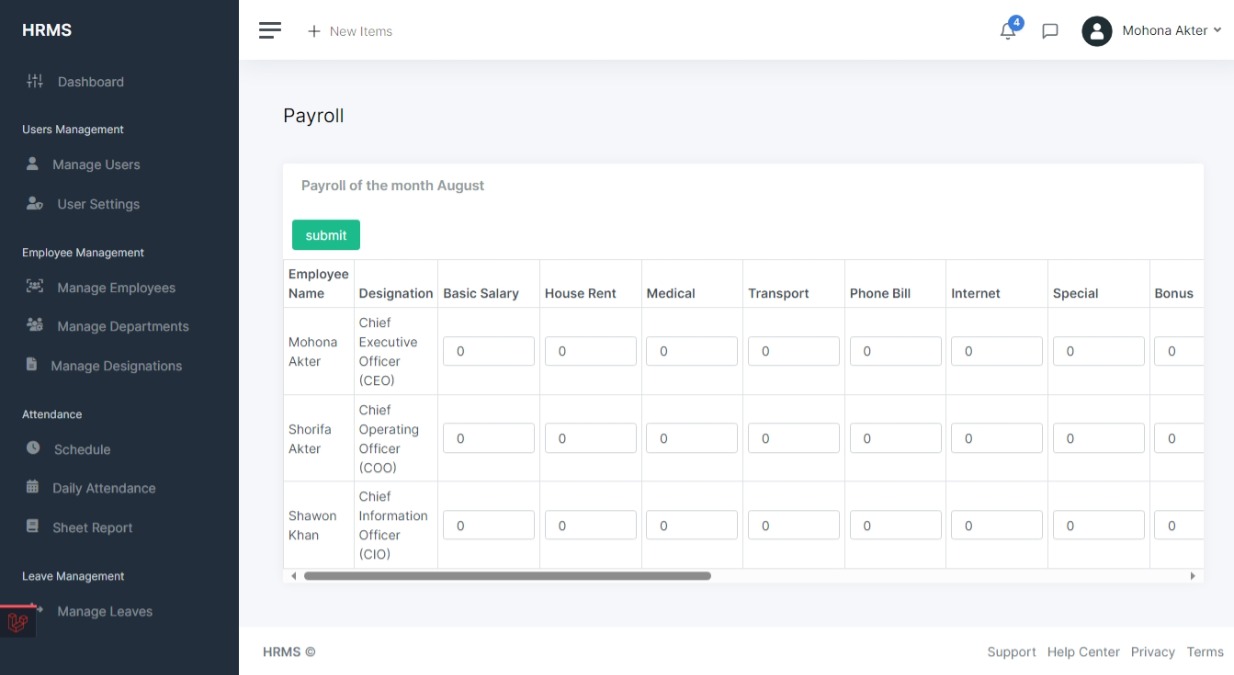 HRMS
New Items
4
Mohona Akter
Dashboard
Users Management
Manage Users
User Settings
Employee Management
Manage Employees
Manage Departments
Manage Designations
Attendance
Schedule
Daily Attendance
Sheet Report
Leave Management
Manage Leaves
Payroll
Payroll of the month August
submit
Employee Name Designation Basic Salary House Rent Medical Transport Phone Bill Internet Special Bonus
Mohona Akter Chief Executive Officer (CEO) 0 0 0 0 0 0 0 0
Shorifa Akter Chief Operating Officer (COO) 0 0 0 0 0 0 0 0
Shawon Khan Chief Information Officer (CIO) 0 0 0 0 0 0 0 0
HRMS ©
Support Help Center Privacy Terms